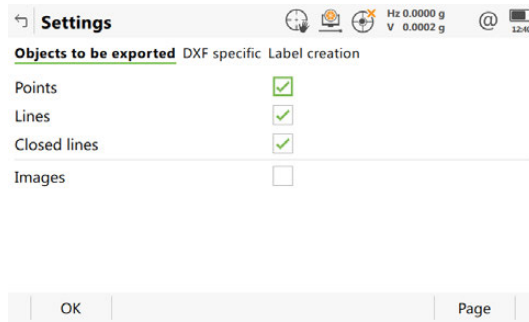 Settings
Hz 0.0000 g
V 0.0002 g
@
Objects to be exported DXF specific Label creation
Points
Lines
Closed lines
Images
OK Page